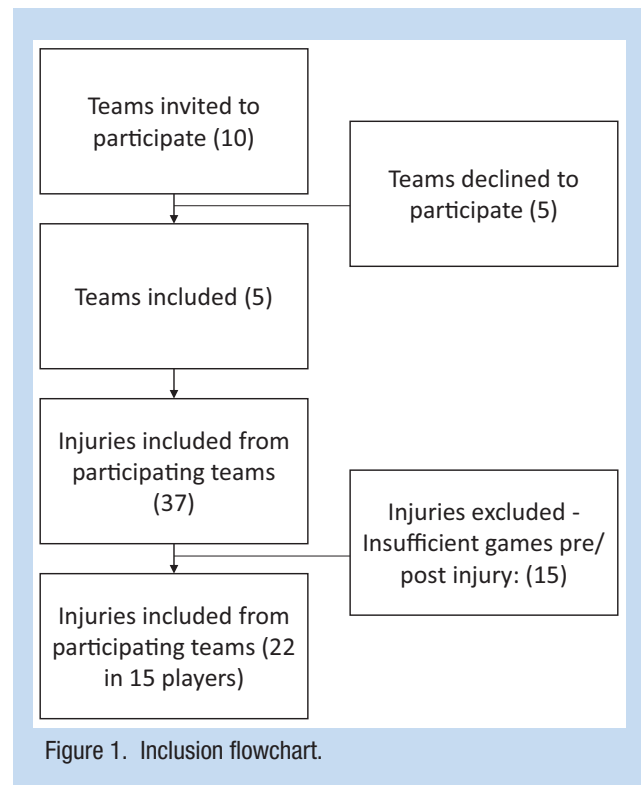 Teams invited to
participate (10)
Teams declined to
participate (5)
Teams included (5)
Injuries included from
participating teams
(37)
Injuries excluded -
Insufficient games pre/
post injury: (15)
Injuries included from
participating teams (22
in 15 players)
Figure 1. Inclusion flowchart.